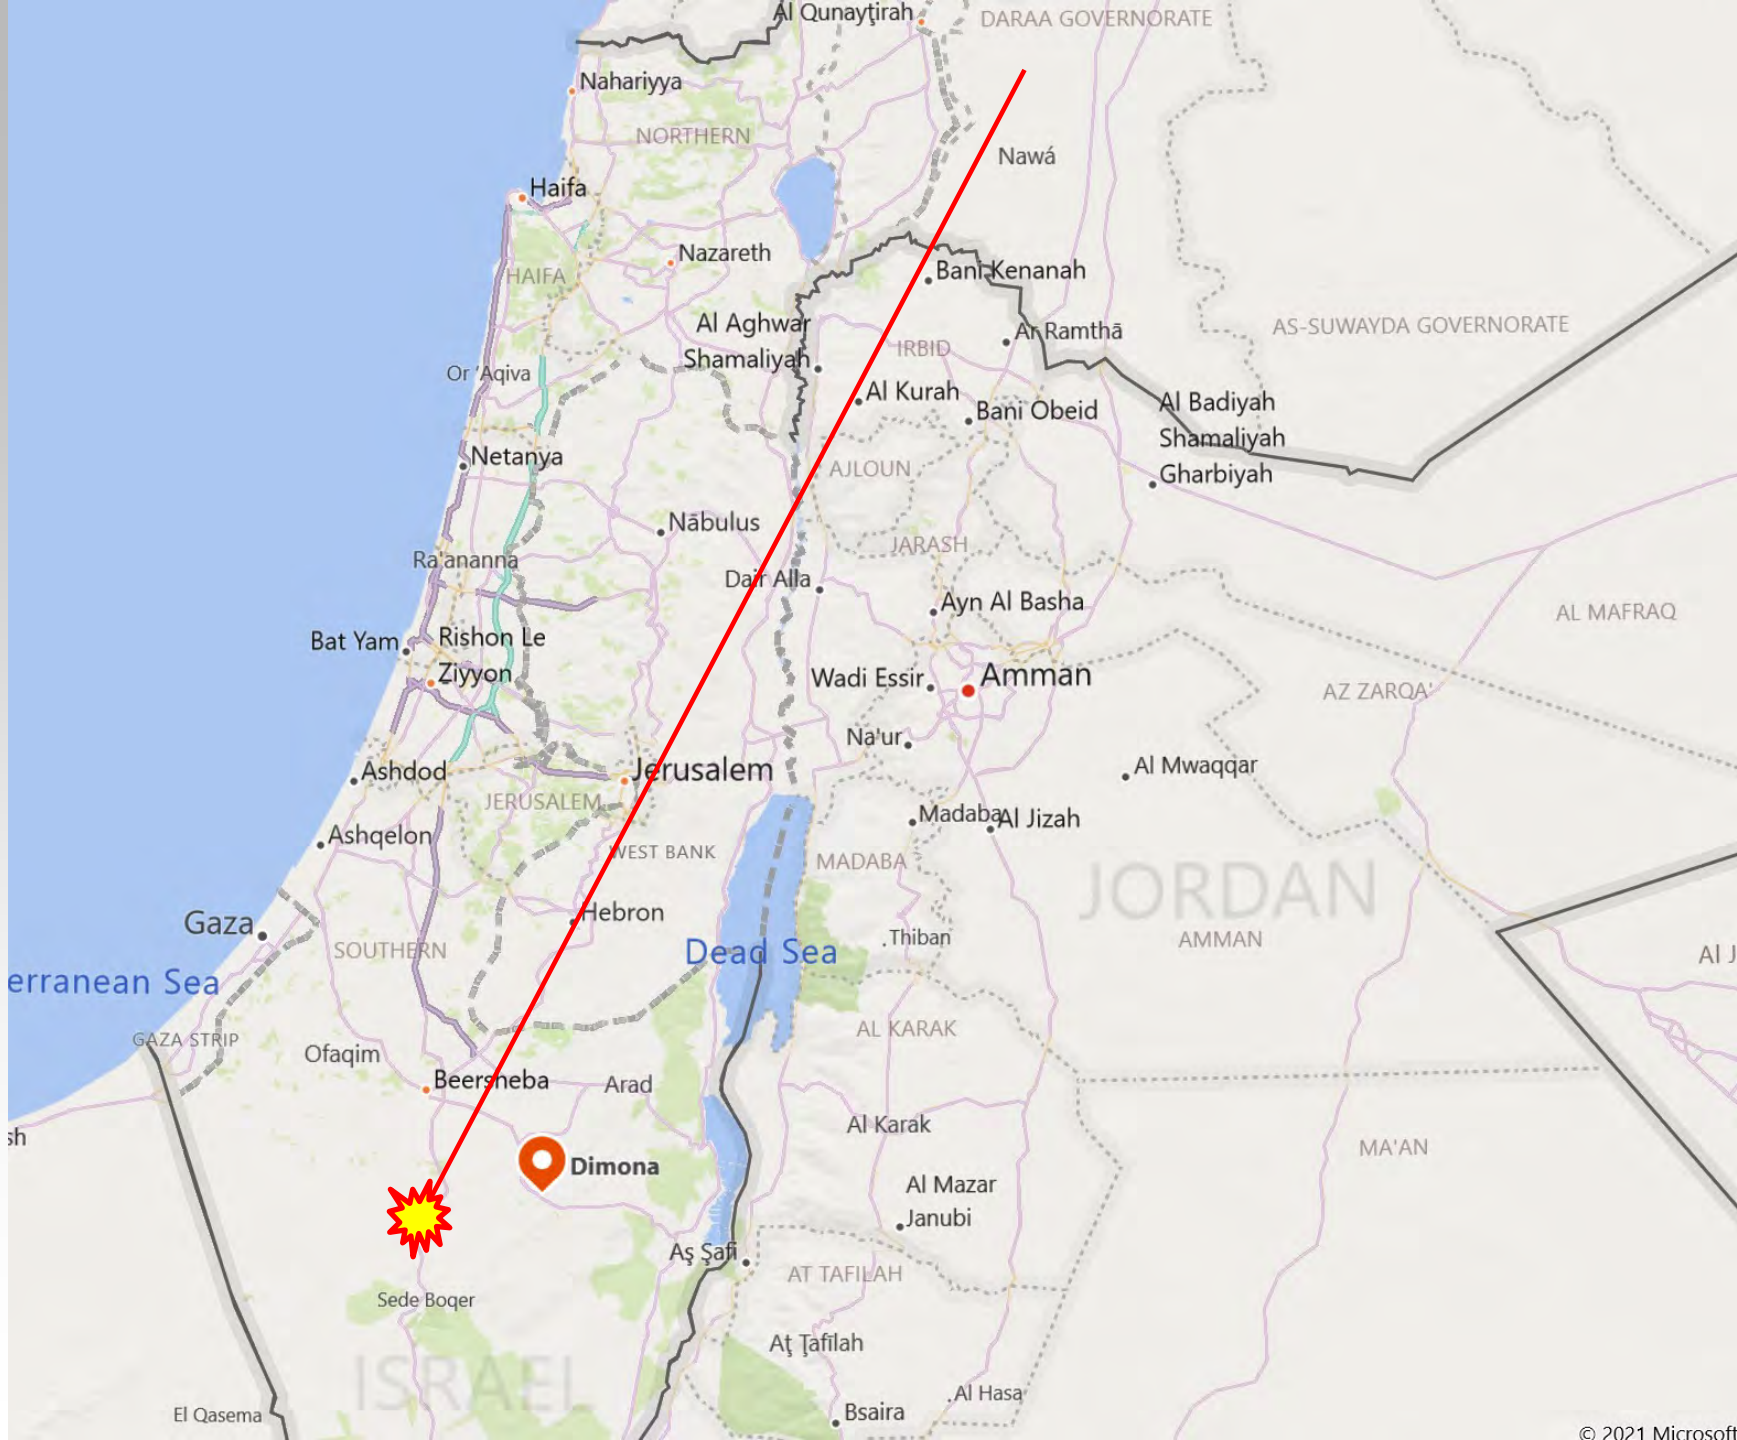 Al Qunayţirah
DARAA GOVERNORATE
Nahariyya
NORTHERN
Nawá
Haifa
Nazareth
HAIFA
Bani Kenanah
Al Aghwar
Shamaliyah
Ar Ramthā
AS-SUWAYDA GOVERNORATE
IRBID
Or 'Aqiva
Al Kurah
Bani Obeid
Al Badiyah
Shamaliyah
Gharbiyah
Netanya
AJLOUN
Nābulus
JARASH
Ra'ananna
Dair Alla
Ayn Al Basha
AL MAFRAQ
Bat Yam
Rishon Le
Ziyyon
Wadi Essir
Amman
AZ ZARQA'
Na'ur
Ashdod
Jerusalem
Al Mwaqqar
JERUSALEM
Madaba
Al Jizah
Ashqelon
WEST BANK
MADABA
JORDAN
Gaza
Hebron
SOUTHERN
Dead Sea
Thiban
AMMAN
Al J
erranean Sea
GAZA STRIP
Ofaqim
AL KARAK
Beersheba
Arad
sh
Al Karak
MA'AN
Dimona
Al Mazar
Janubi
Aş Şafi
AT TAFILAH
Sede Boqer
Aţ Ţafīlah
ISRAEL
El Qasema
Al Hasa
Bsaira
© 2021 Microsoft